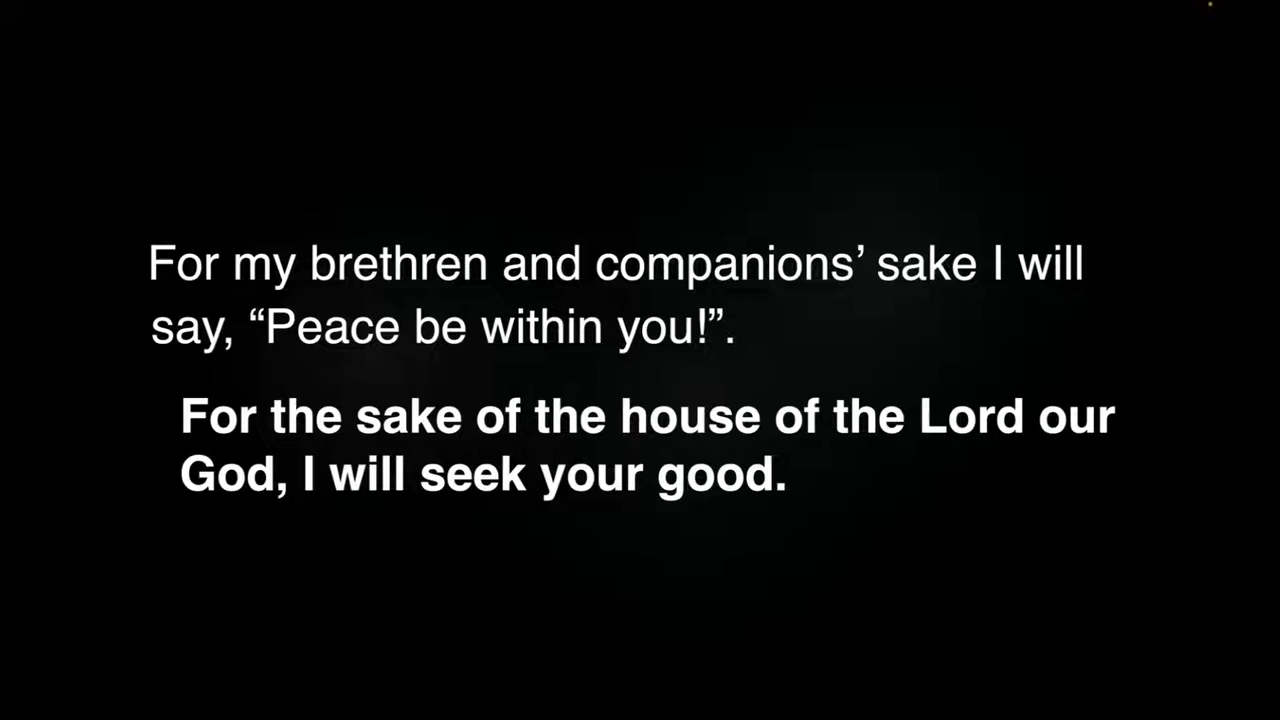 For my brethren and companions’ sake I will
say, “Peace be within you!”.
For the sake of the house of the Lord our
God, I will seek your good.